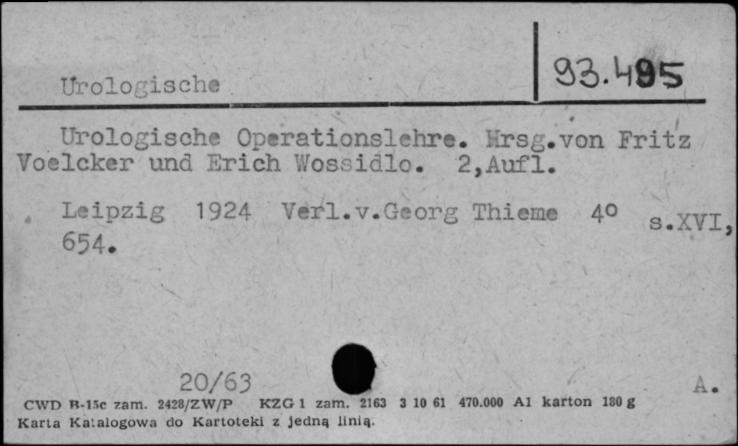 93.495
Urologische
Urologische Operationslehre. Hrsg.von Fritz
Voelcker und Erich Wossidlo. 2,Aufl.
Leipzig 1924 Verl.v.Georg Thieme 4o s.XVI,
654.
20/63
A.
CWD B-15c zam. 2428/ZW/P KZG 1 zam. 2163 3 10 61 470.000 A1 karton 180 g
Karta Katalogowa do Kartoteki z jedną linią.